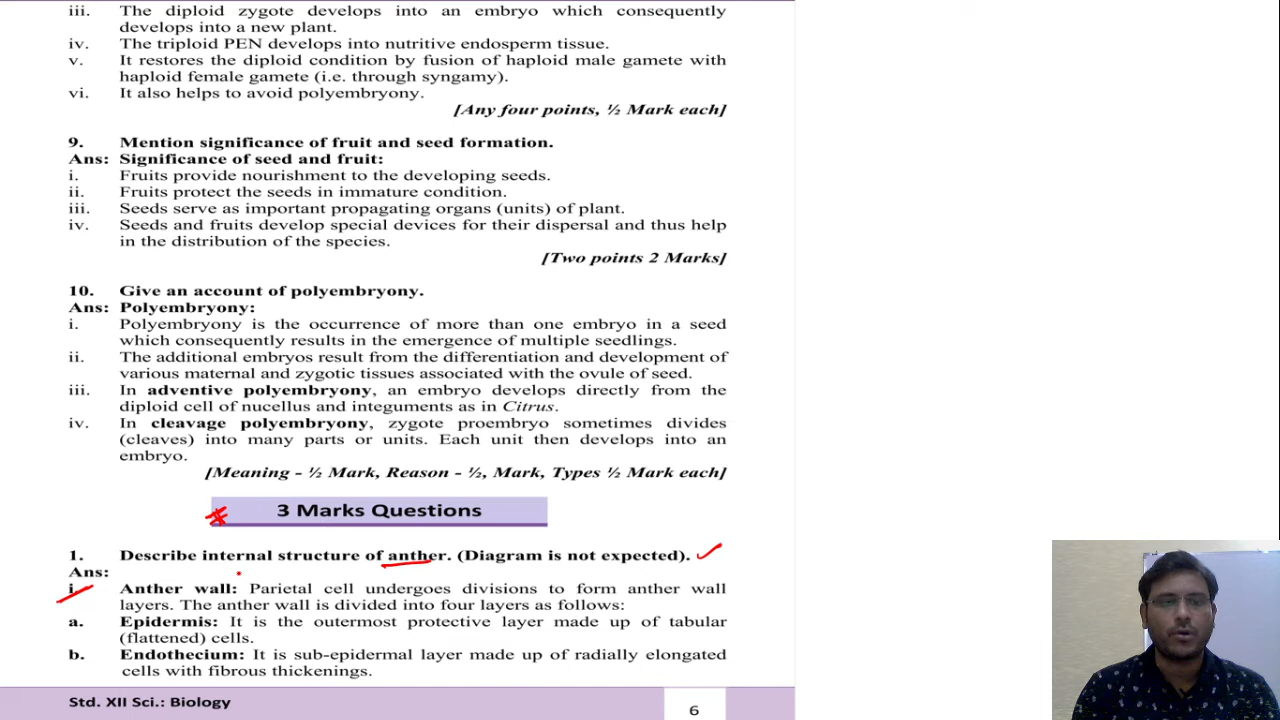 iii. The diploid zygote develops into an embryo which consequently
develops into a new plant.
iv. The triploid PEN develops into nutritive endosperm tissue.
v. It restores the diploid condition by fusion of haploid male gamete with
haploid female gamete (i.e. through syngamy).
vi. It also helps to avoid polyembryony.
[Any four points, ½ Mark each]
9. Mention significance of fruit and seed formation.
Ans: Significance of seed and fruit:
i. Fruits provide nourishment to the developing seeds.
ii. Fruits protect the seeds in immature condition.
iii. Seeds serve as important propagating organs (units) of plant.
iv. Seeds and fruits develop special devices for their dispersal and thus help
in the distribution of the species.
[Two points 2 Marks]
10. Give an account of polyembryony.
Ans: Polyembryony:
i. Polyembryony is the occurrence of more than one embryo in a seed
which consequently results in the emergence of multiple seedlings.
ii. The additional embryos result from the differentiation and development of
various maternal and zygotic tissues associated with the ovule of seed.
iii. In adventive polyembryony, an embryo develops directly from the
diploid cell of nucellus and integuments as in Citrus.
iv. In cleavage polyembryony, zygote proembryo sometimes divides
(cleaves) into many parts or units. Each unit then develops into an
embryo.
[Meaning - ½ Mark, Reason - ½, Mark, Types ½ Mark each]
3 Marks Questions
1. Describe internal structure of anther. (Diagram is not expected).
Ans:
i. Anther wall: Parietal cell undergoes divisions to form anther wall
layers. The anther wall is divided into four layers as follows:
a. Epidermis: It is the outermost protective layer made up of tabular
(flattened) cells.
b. Endothecium: It is sub-epidermal layer made up of radially elongated
cells with fibrous thickenings.
Std. XII Sci.: Biology
6